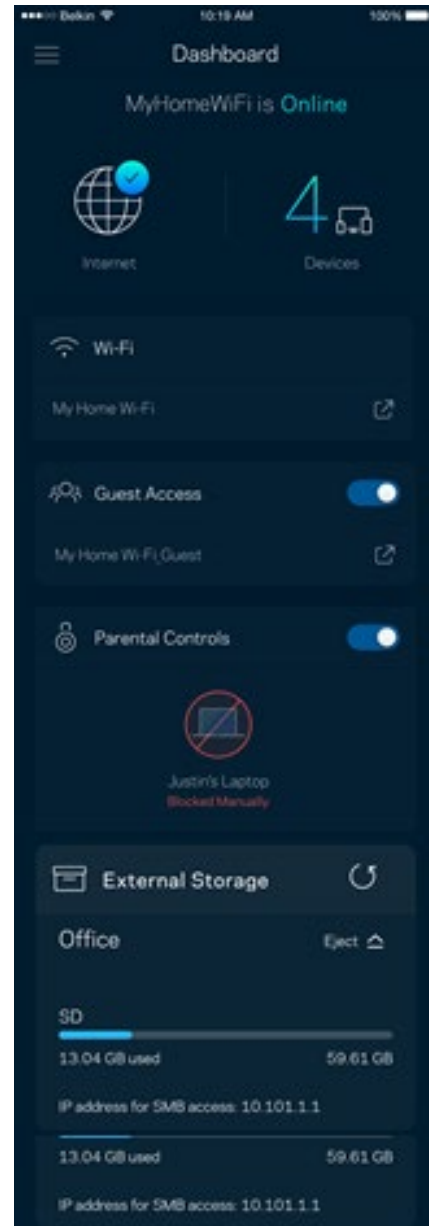 Belkin 10:19 AM 100%
Dashboard
MyHomeWiFi is Online
4
Internet Devices
Wi-Fi
My Home Wi-Fi
Guest Access
My Home Wi-Fi_Guest
Parental Controls
Justin's Laptop
Blocked Manually
External Storage
Office Eject
SD
13.04 GB used 59.61 GB
IP address for SMB access: 10.101.1.1
13.04 GB used 59.61 GB
IP address for SMB access: 10.101.1.1